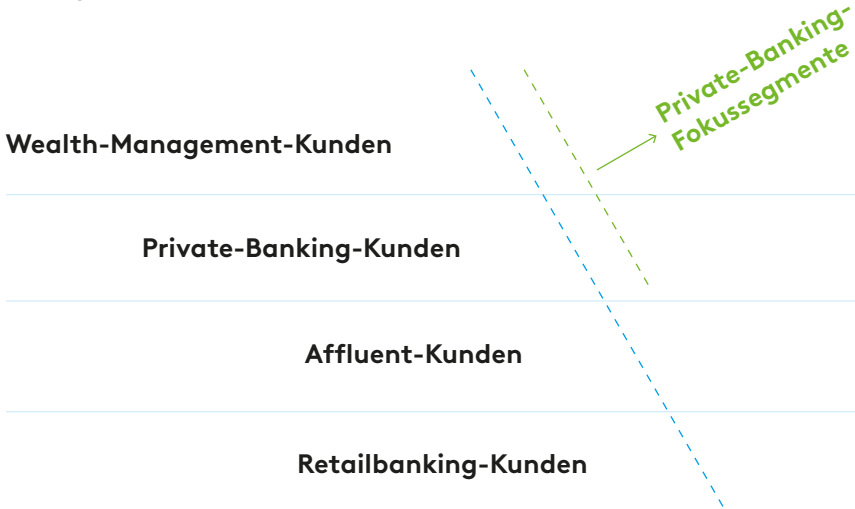 Private-Banking-
Fokussegmente
Wealth-Management-Kunden
Private-Banking-Kunden
Affluent-Kunden
Retailbanking-Kunden